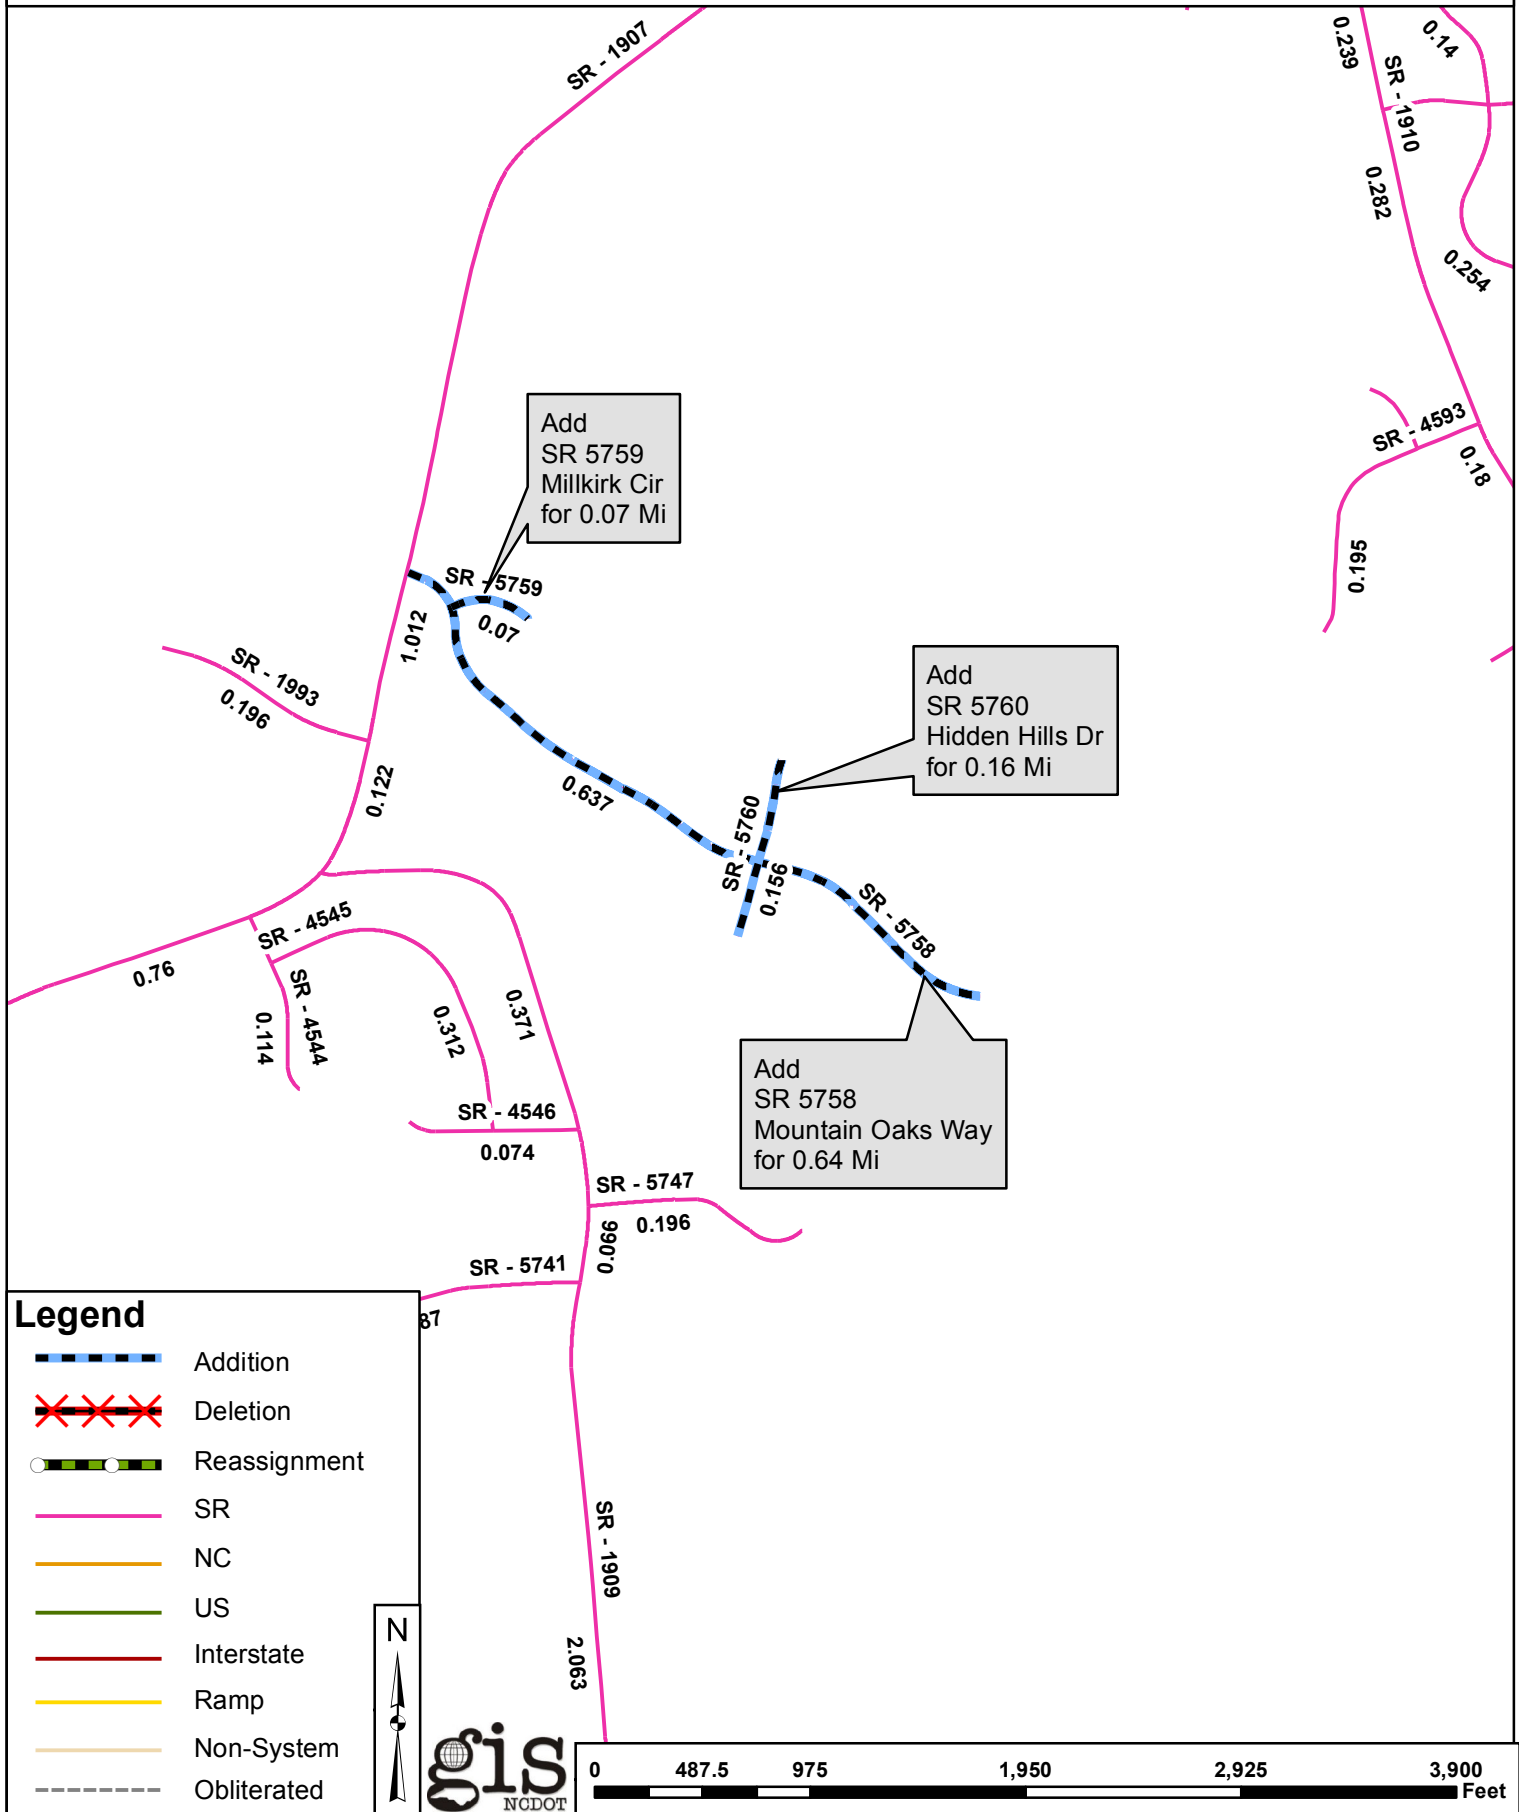 SR - 1907
0.239
0.14
SR - 1910
0.282
0.254
Add
SR 5759
Millkirk Cir
for 0.07 Mi
SR - 4593
0.18
0.195
SR - 5759
0.07
1.012
SR - 1993
0.196
Add
SR 5760
Hidden Hills Dr
for 0.16 Mi
0.122
0.637
SR - 5760
0.156
SR - 5758
SR - 4545
0.76
SR - 4544
0.114
0.312
0.371
Add
SR 5758
Mountain Oaks Way
for 0.64 Mi
SR - 4546
0.074
SR - 5747
0.196
0.066
SR - 5741
87
SR - 1909
2.063
Legend
Addition
Deletion
Reassignment
SR
NC
US
Interstate
Ramp
Non-System
Obliterated
N
gis
NCDOT
0 487.5 975 1,950 2,925 3,900
Feet